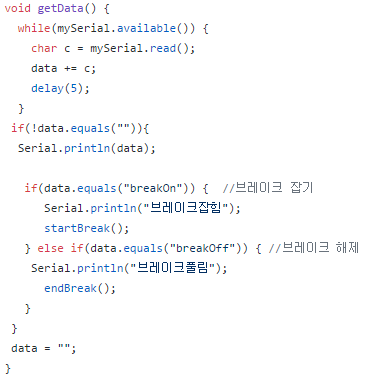 void getData() {
  while(mySerial.available()) {
    char c = mySerial.read();
    data += c;
    delay(5);
  }
 if(!data.equals("")){
  Serial.println(data);

   if(data.equals("breakOn")) {  //브레이크 잡기
      Serial.println("브레이크잡힘");
      startBreak();
   } else if(data.equals("breakOff")) { //브레이크 해제
    Serial.println("브레이크풀림");
      endBreak();
   }
 }
 data = "";
}